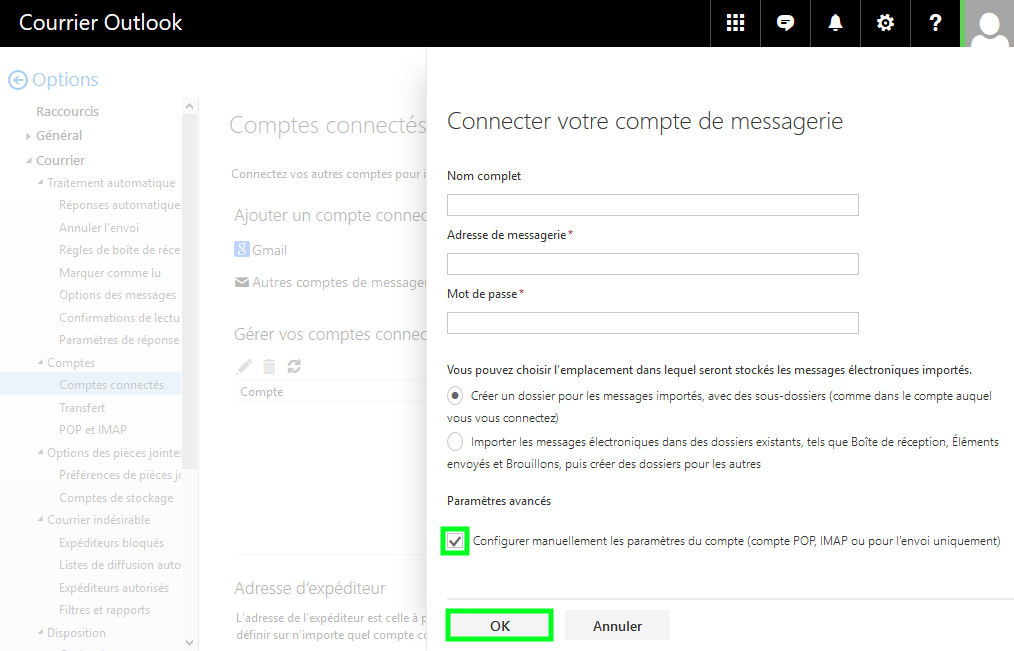 Courrier Outlook
?
Options
Raccourcis
Général
Courrier
Traitement automatique
Réponses automatique
Annuler l'envoi
Règles de boîte de réce
Marquer comme lu
Options des messages
Confirmations de lectu
Paramètres de réponse
Comptes
Comptes connectés
Transfert
POP et IMAP
Options des pièces jointes
Préférences de pièces jo
Comptes de stockage
Courrier indésirable
Expéditeurs bloqués
Listes de diffusion auto
Expéditeurs autorisés
Filtres et rapports
Disposition
Comptes connectés
Connectez vos autres comptes pour i
Ajouter un compte connec
8 Gmail
Autres comptes de message
Gérer vos comptes connec
Compte
Adresse d'expéditeur
L'adresse de l'expéditeur est celle à p
définir sur n'importe quel compte co
Connecter votre compte de messagerie
Nom complet
Adresse de messagerie*
Mot de passe*
Vous pouvez choisir l'emplacement dans lequel seront stockés les messages électroniques importés.
Créer un dossier pour les messages importés, avec des sous-dossiers (comme dans le compte auquel
vous vous connectez)
Importer les messages électroniques dans des dossiers existants, tels que Boîte de réception, Éléments
envoyés et Brouillons, puis créer des dossiers pour les autres
Paramètres avancés
Configurer manuellement les paramètres du compte (compte POP, IMAP ou pour l'envoi uniquement)
OK
Annuler